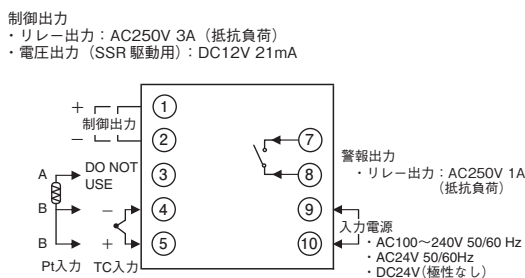 制御出力
・リレー出力：AC250V 3A（抵抗負荷）
・電圧出力（SSR 駆動用）：DC12V 21mA
＋
制御出力
－
1
2
3
4
5
7
8
9
10
A
B
B
DO NOT
USE
－
＋
Pt入力 TC入力
警報出力
・リレー出力：AC250V 1A
（抵抗負荷）
入力電源
・AC100～240V 50/60 Hz
・AC24V 50/60Hz
・DC24V（極性なし）